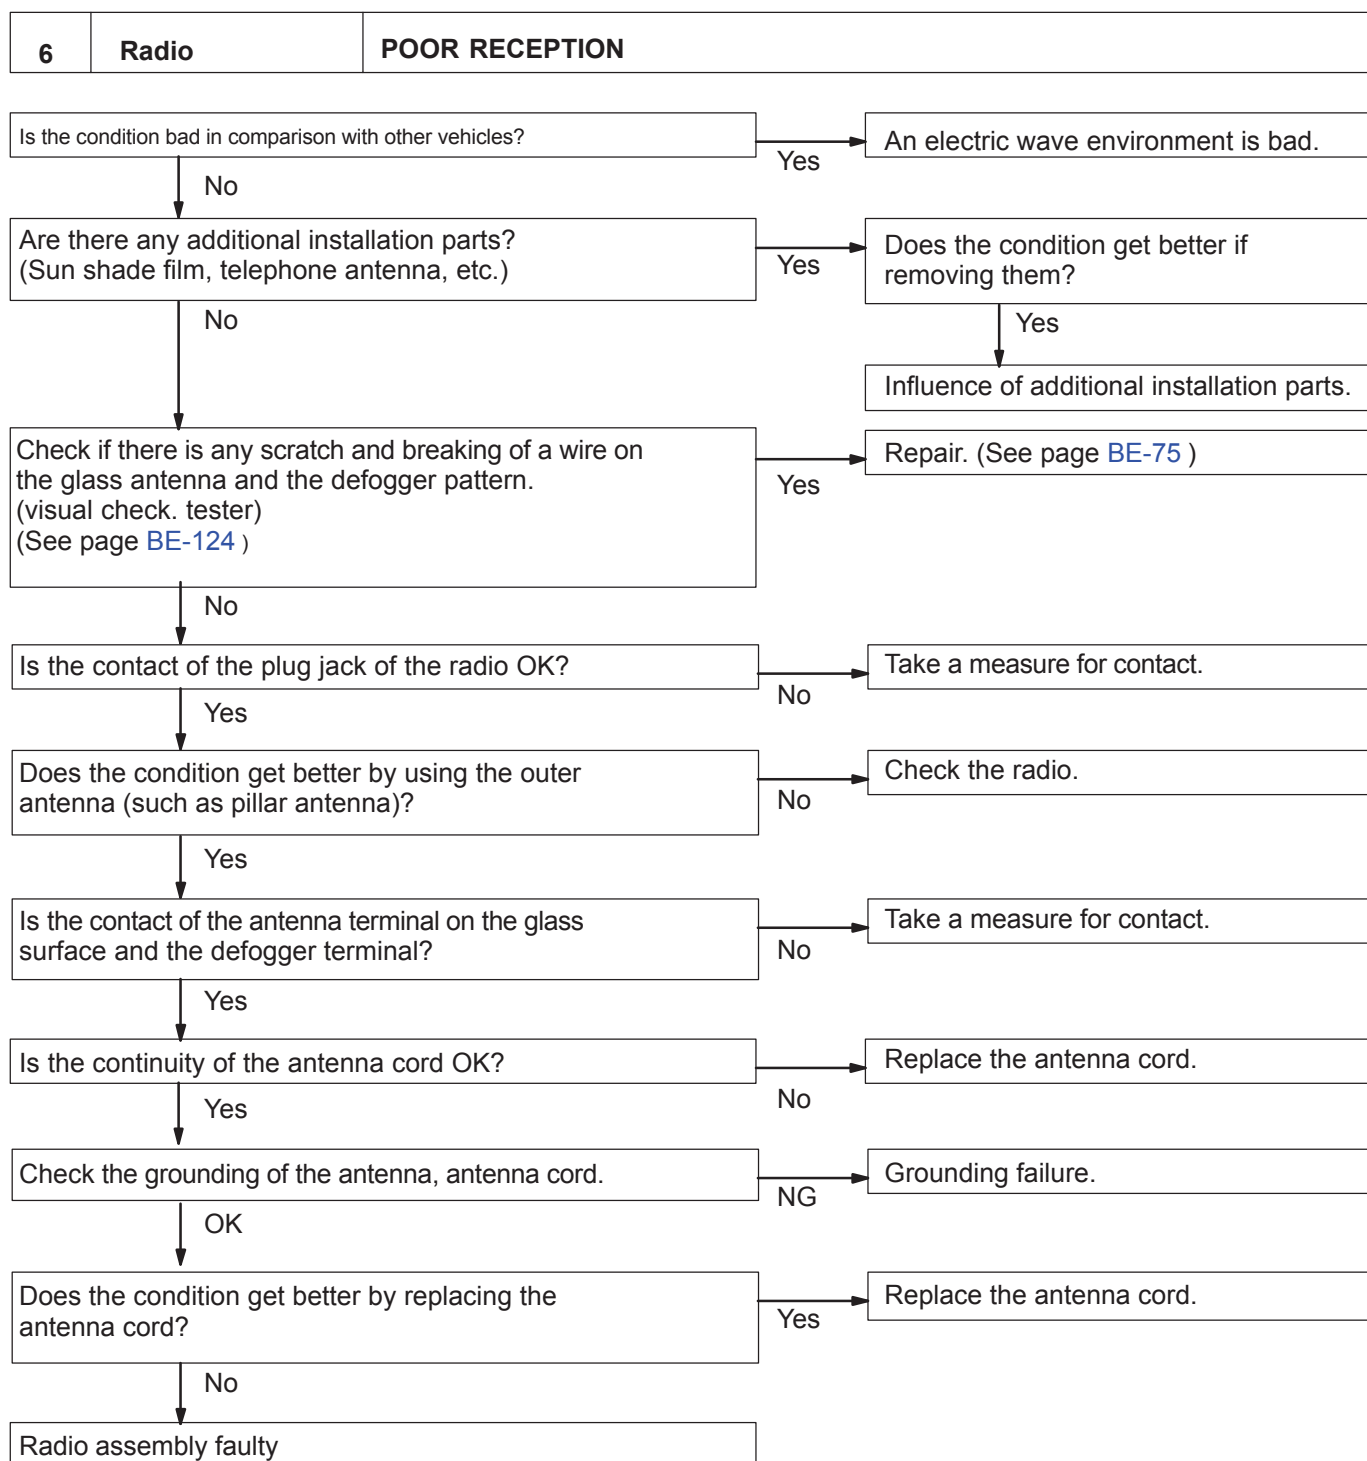 6 Radio POOR RECEPTION
Is the condition bad in comparison with other vehicles?
Yes
An electric wave environment is bad.
No
Are there any additional installation parts?
(Sun shade film, telephone antenna, etc.)
Yes
Does the condition get better if
removing them?
Yes
Influence of additional installation parts.
No
Check if there is any scratch and breaking of a wire on
the glass antenna and the defogger pattern.
(visual check. tester)
(See page BE-124 )
Yes
Repair. (See page BE-75 )
No
Is the contact of the plug jack of the radio OK?
No
Take a measure for contact.
Yes
Does the condition get better by using the outer
antenna (such as pillar antenna)?
No
Check the radio.
Yes
Is the contact of the antenna terminal on the glass
surface and the defogger terminal?
No
Take a measure for contact.
Yes
Is the continuity of the antenna cord OK?
No
Replace the antenna cord.
Yes
Check the grounding of the antenna, antenna cord.
NG
Grounding failure.
OK
Does the condition get better by replacing the
antenna cord?
Yes
Replace the antenna cord.
No
Radio assembly faulty